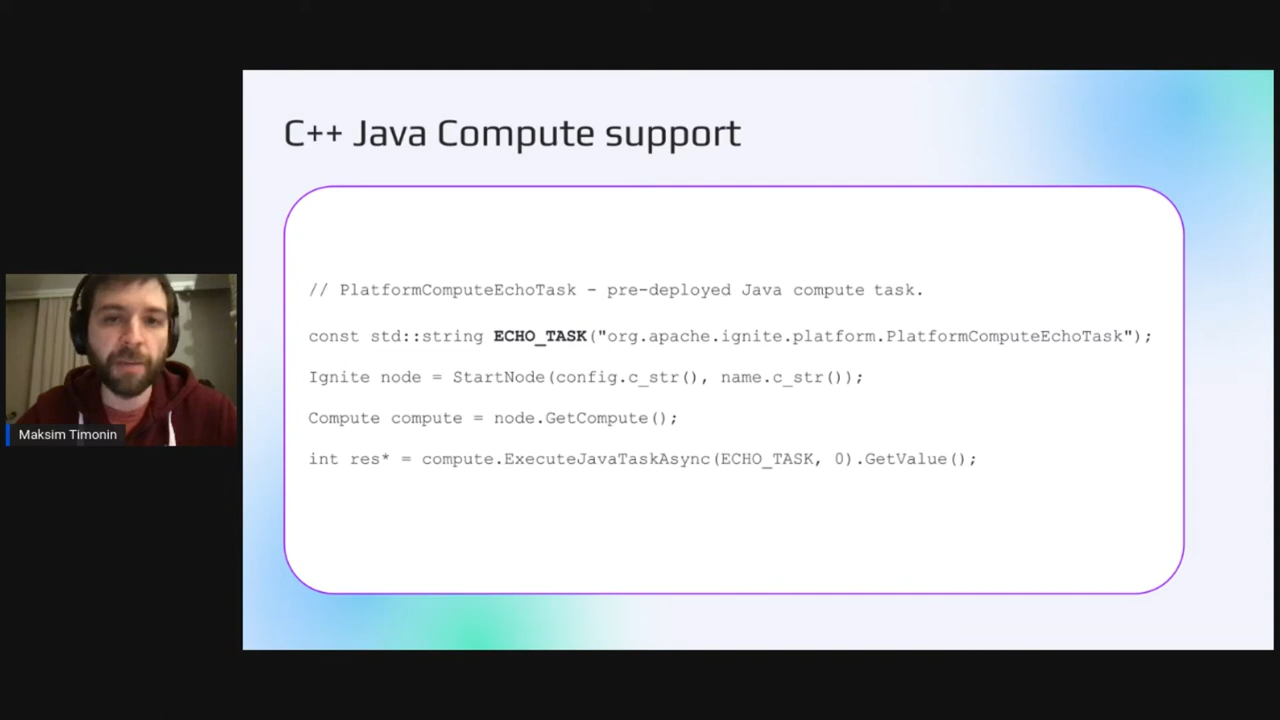 C++ Java Compute support
// PlatformComputeEchoTask - pre-deployed Java compute task.
const std::string ECHO_TASK("org.apache.ignite.platform.PlatformComputeEchoTask");
Ignite node = StartNode(config.c_str(), name.c_str());
Compute compute = node.GetCompute();
int res* = compute.ExecuteJavaTaskAsync(ECHO_TASK, 0).GetValue();
Maksim Timonin